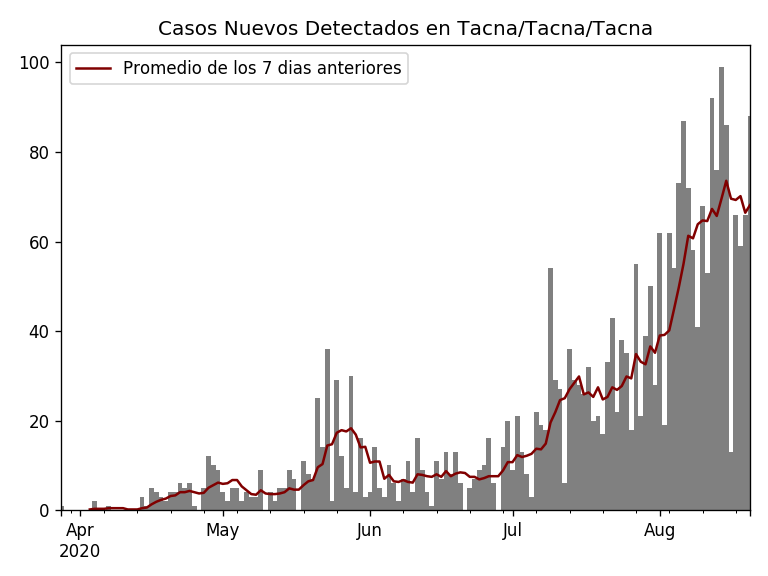 Casos Nuevos Detectados en Tacna/Tacna/Tacna
Promedio de los 7 dias anteriores
100
80
60
40
20
0
Apr May Jun Jul Aug
2020